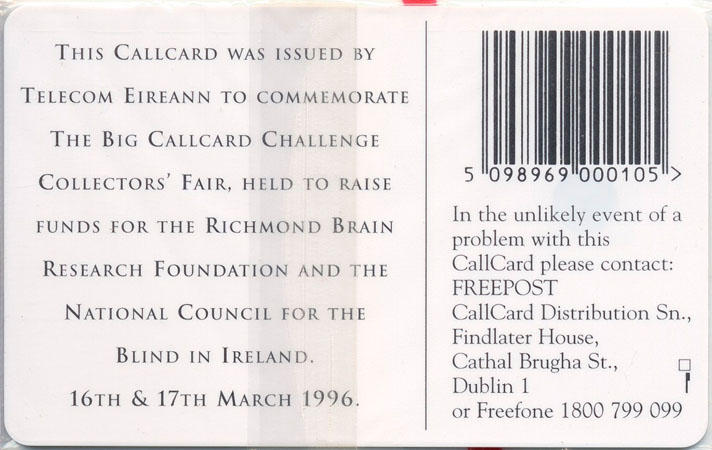 THIS CALLCARD WAS ISSUED BY
TELECOM EIREANN TO COMMEMORATE
THE BIG CALLCARD CHALLENGE
COLLECTORS' FAIR, HELD TO RAISE
FUNDS FOR THE RICHMOND BRAIN
RESEARCH FOUNDATION AND THE
NATIONAL COUNCIL FOR THE
BLIND IN IRELAND.
16TH & 17TH MARCH 1996.
5 098969 000105 >
In the unlikely event of a
problem with this
CallCard please contact:
FREEPOST
CallCard Distribution Sn.,
Findlater House,
Cathal Brugha St.,
Dublin 1
or Freefone 1800 799 099